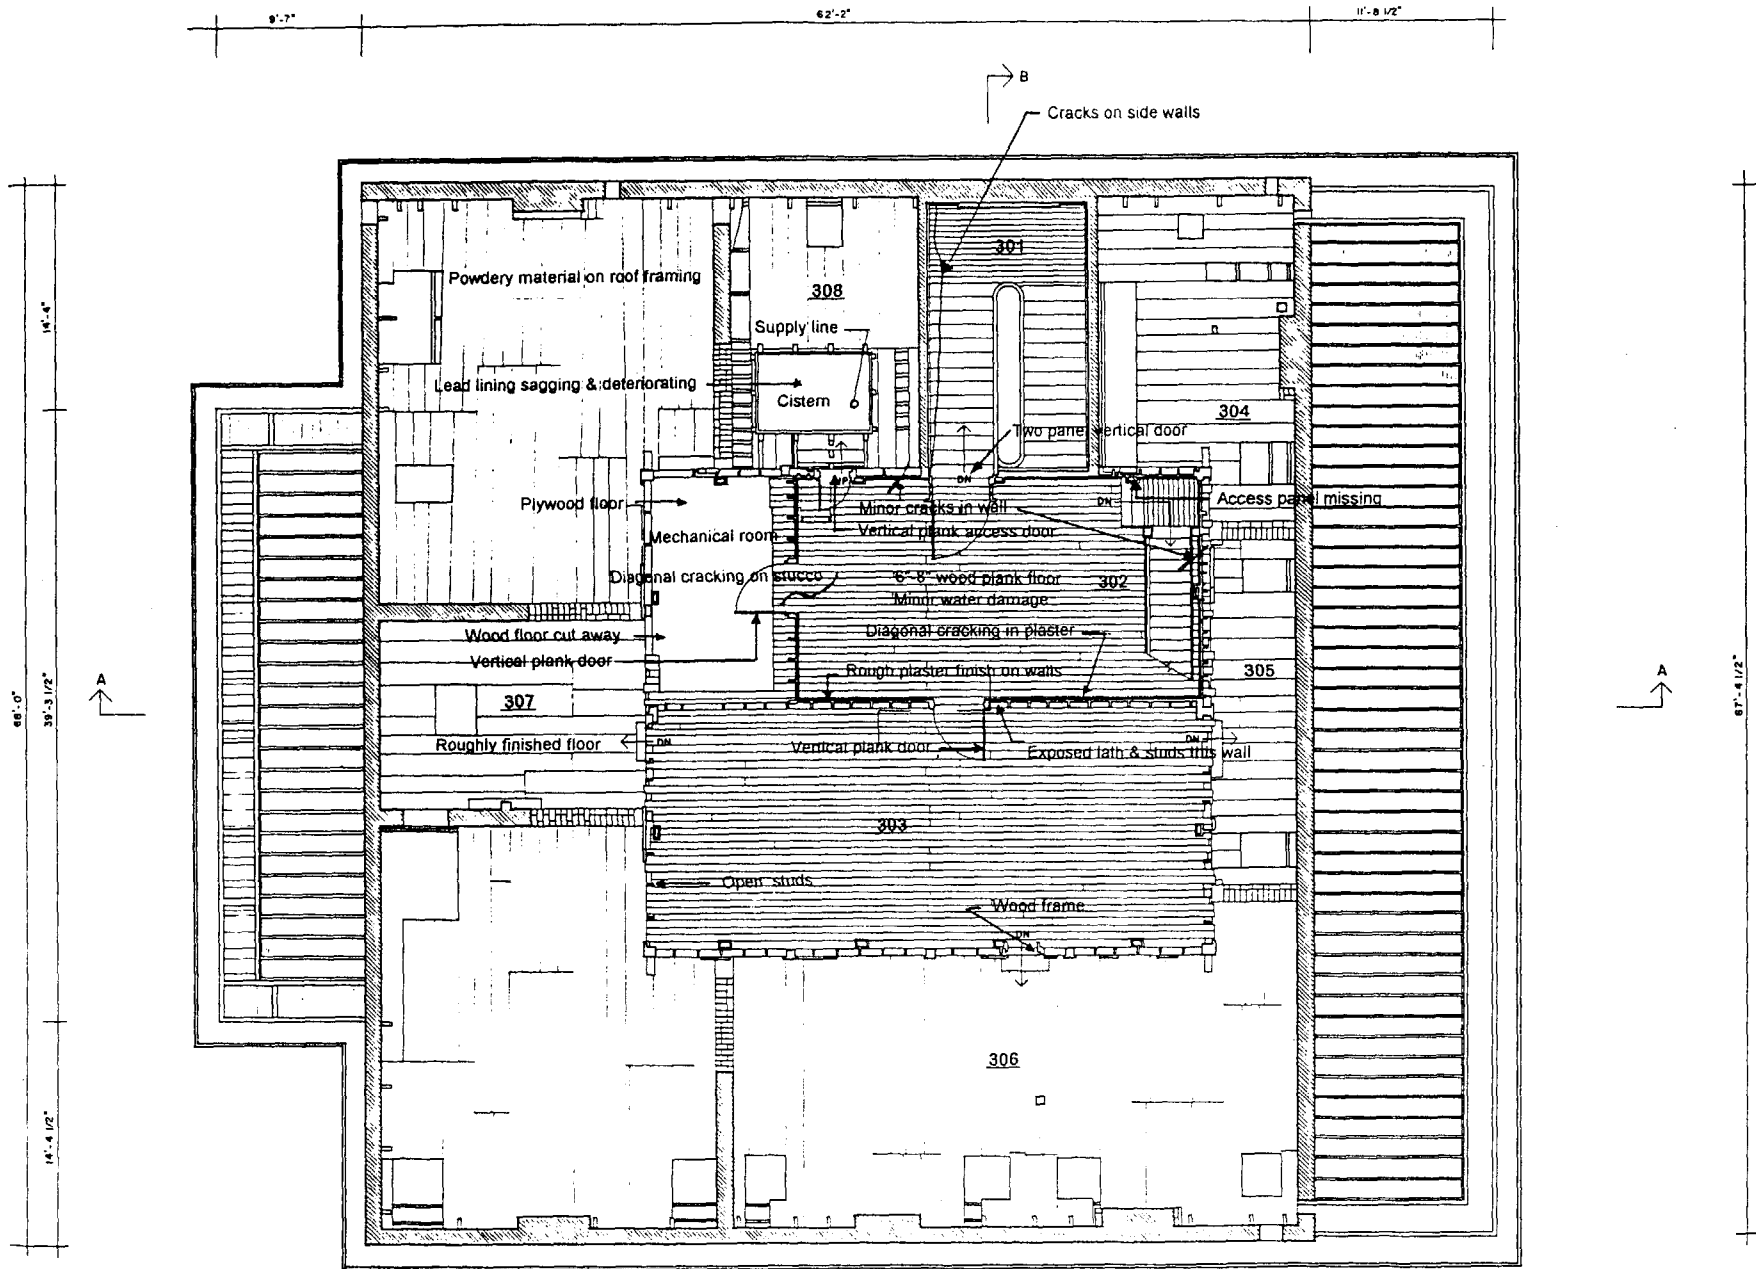 9'-7"
62'-2"
11'-8 1/2"
B
Cracks on side walls
301
Powdery material on roof framing
308
14'-4"
Supply line
Lead lining sagging & deteriorating
Cistern
304
Two panel vertical door
DN
UP
DN
Access panel missing
Plywood floor
Minor cracks in wall
Vertical plank access door
Mechanical room
Diagonal cracking on stucco
6"-8" wood plank floor
302
Minor water damage
Wood floor cut away
Diagonal cracking in plaster
Vertical plank door
Rough plaster finish on walls
305
A
A
68'-0"
39'-3 1/2"
67'-4 1/2"
307
Roughly finished floor
DN
Vertical plank door
Exposed lath & studs this wall
DN
303
Open studs
Wood frame
DN
306
14'-4 1/2"